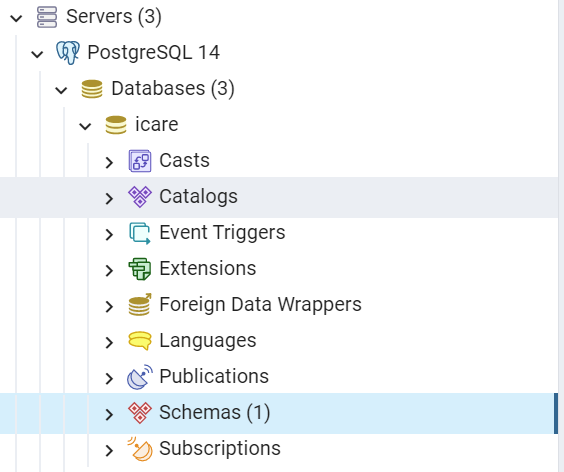 Servers (3)
PostgreSQL 14
Databases (3)
icare
Casts
Catalogs
Event Triggers
Extensions
Foreign Data Wrappers
Languages
Publications
Schemas (1)
Subscriptions